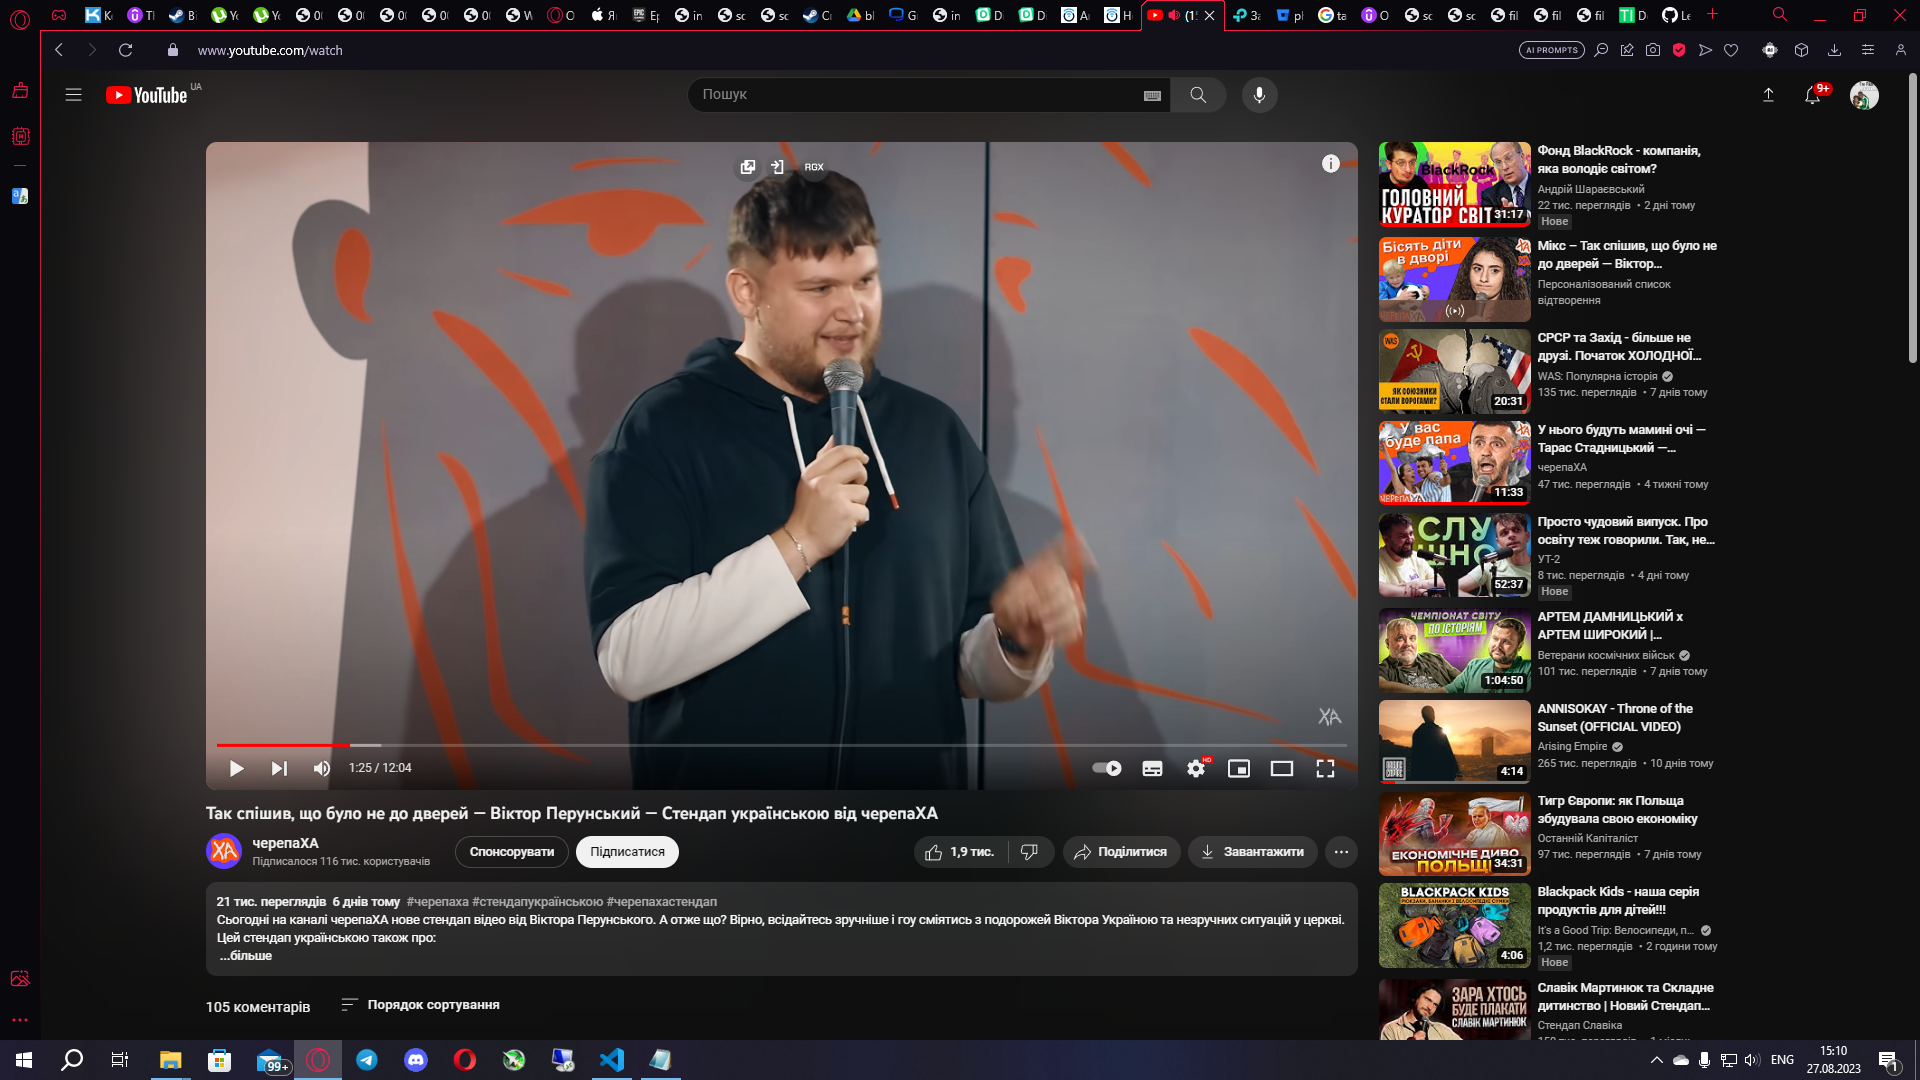 www.youtube.com/watch
AI PROMPTS
YouTube
UA
Пошук
9+
RGX
ХА
1:25 / 12:04
HD
Так спішив, що було не до дверей — Віктор Перунський — Стендап українською від черепаХА
ХА
черепаХА
Підписалося 116 тис. користувачів
Спонсорувати
Підписатися
1,9 тис.
Поділитися
Завантажити
21 тис. переглядів 6 днів тому #черепаха #стендапукраїнською #черепахастендап
Сьогодні на каналі черепаХА нове стендап відео від Віктора Перунського. А отже що? Вірно, всідайтесь зручніше і гоу сміятись з подорожей Віктора Україною та незручних ситуацій у церкві.
Цей стендап українською також про:
...більше
105 коментарів
Порядок сортування
BlackRock
ГОЛОВНИЙ
КУРАТОР СВІТ
31:17
Фонд BlackRock - компанія,
яка володіє світом?
Андрій Шараєвський
22 тис. переглядів • 2 дні тому
Нове
Бісять діти
в дворі
Мікс – Так спішив, що було не
до дверей — Віктор...
Персоналізований список
відтворення
WAS
ЯК СОЮЗНИКИ
СТАЛИ ВОРОГАМИ?
20:31
СРСР та Захід - більше не
друзі. Початок ХОЛОДНОЇ...
WAS: Популярна історія
135 тис. переглядів • 7 днів тому
У вас
буде папа
11:33
У нього будуть мамині очі —
Тарас Стадницький —...
черепаХА
47 тис. переглядів • 4 тижні тому
СЛУ
ШНО
52:37
Просто чудовий випуск. Про
освіту теж говорили. Так, не...
УТ-2
8 тис. переглядів • 4 дні тому
Нове
ЧЕМПІОНАТ СВІТУ
ПО ІСТОРІЯМ
1:04:50
АРТЕМ ДАМНИЦЬКИЙ х
АРТЕМ ШИРОКИЙ |...
Ветерани космічних військ
101 тис. переглядів • 7 днів тому
4:14
ANNISOKAY - Throne of the
Sunset (OFFICIAL VIDEO)
Arising Empire
265 тис. переглядів • 10 днів тому
ЕКОНОМІЧНЕ ДИВО
ПОЛЬЩІ
34:31
Тигр Європи: як Польща
збудувала свою економіку
Останній Капіталіст
97 тис. переглядів • 7 днів тому
BLACKPACK KIDS
РЮКЗАКИ, БАНАНКИ І ВЕЛОСИПЕДНІ СУМКИ
4:06
Blackpack Kids - наша серія
продуктів для дітей!!!
It's a Good Trip: Велосипеди, п...
1,2 тис. переглядів • 2 години тому
Нове
ЗАРА ХТОСЬ
БУДЕ ПЛАКАТИ
СЛАВІК МАРТИНЮК
Славік Мартинюк та Складне
дитинство | Новий Стендап...
Стендап Славіка
99+
ENG
15:10
27.08.2023
1